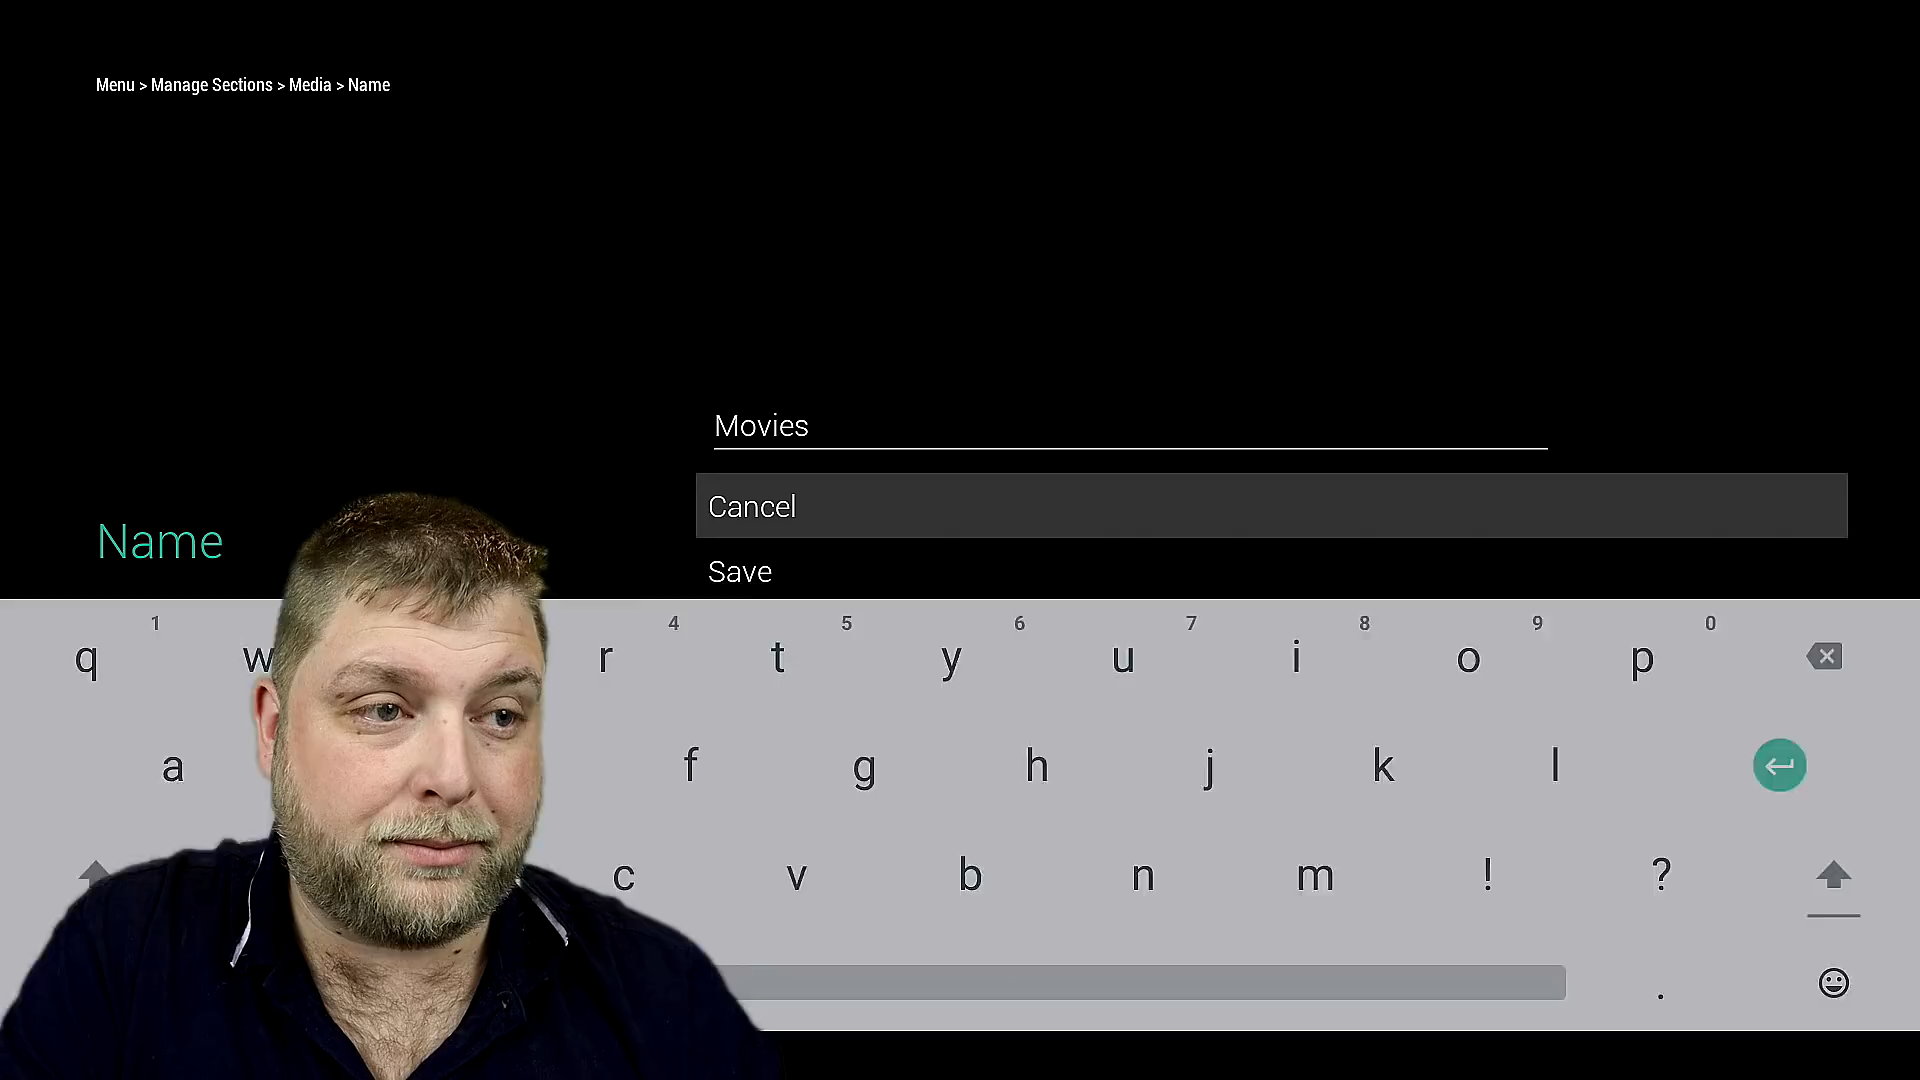 Menu > Manage Sections > Media > Name
Movies
Cancel
Name
Save
1 4 5 6 7 8 9 0
q w r t y u i o p
a f g h j k l
c v b n m ! ?
.